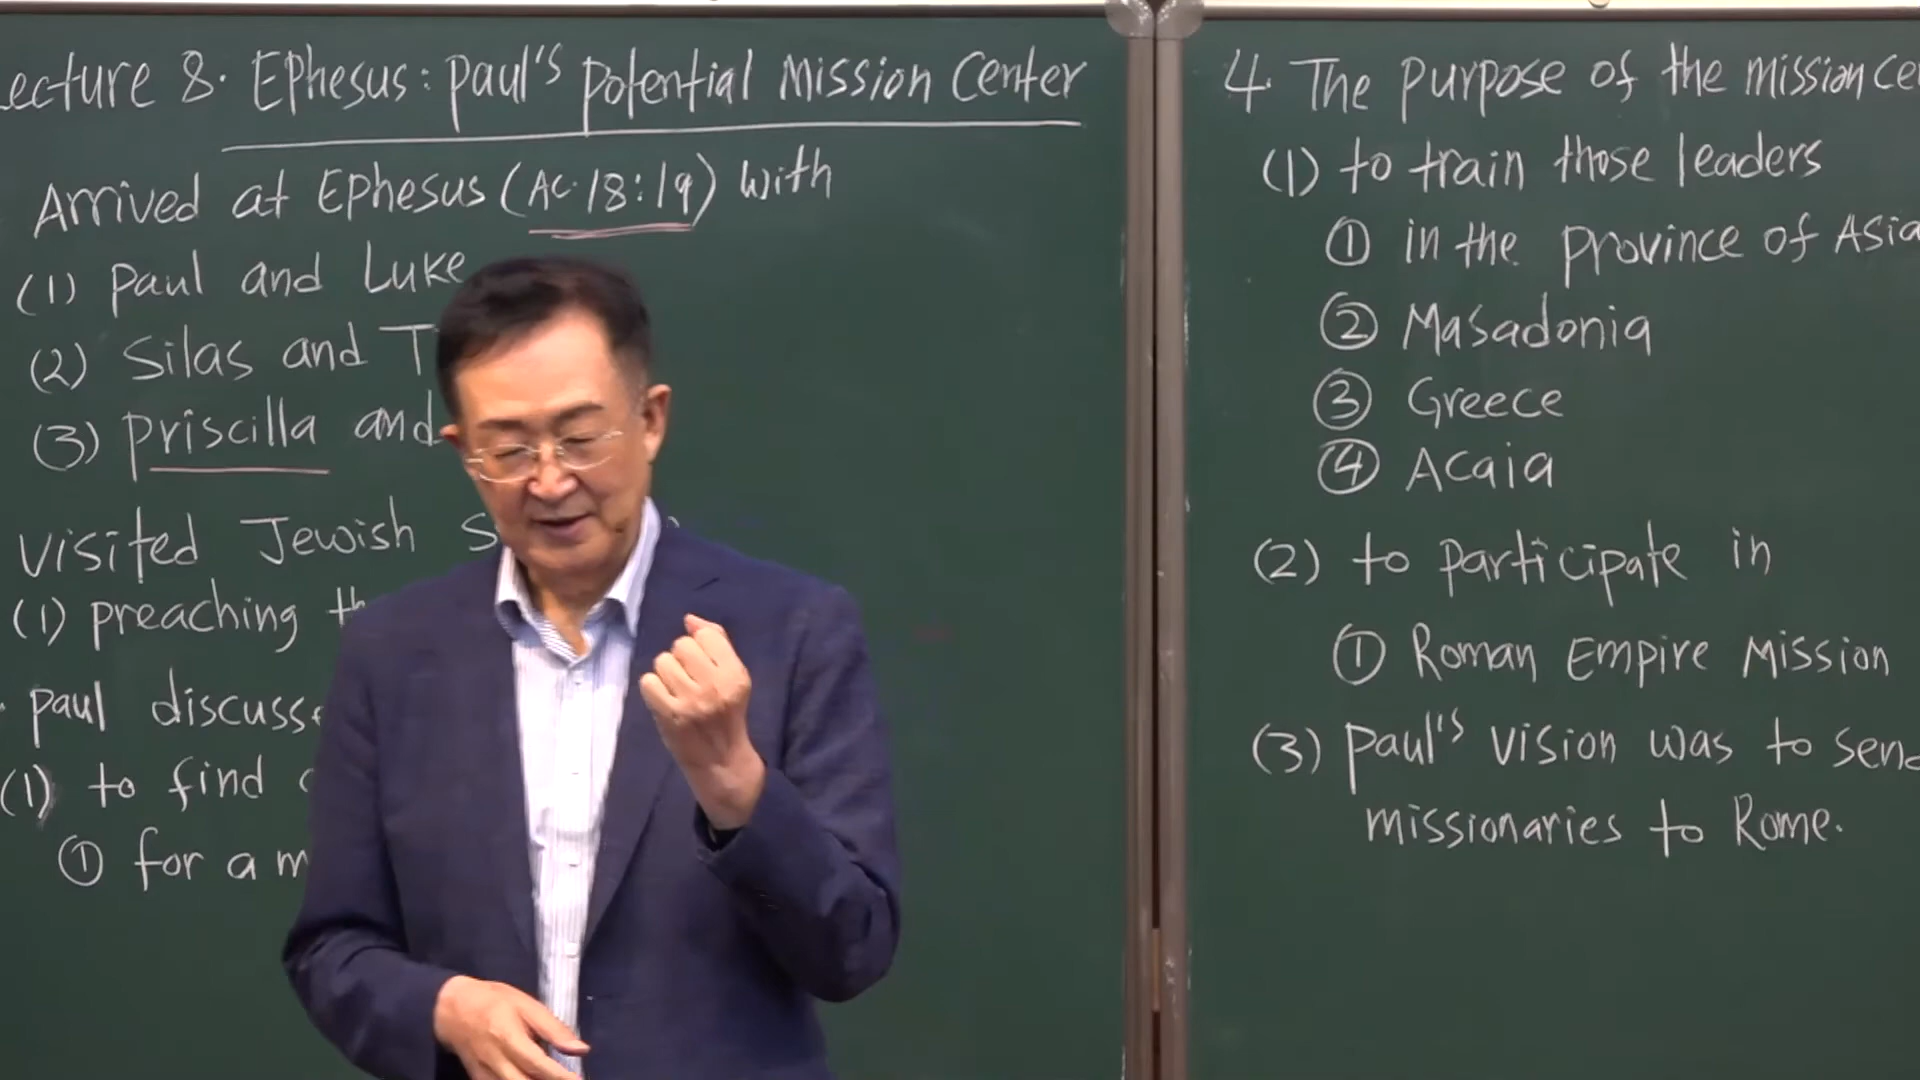 ecture 8. Ephesus: paul's potential Mission Center
Arrived at Ephesus (AC.18:19) with
(1) paul and Luke
(2) Silas and T
(3) priscilla and
visited Jewish S
(1) preaching th
paul discusse
(1) to find
① for a m
4. The purpose of the mission ce
(1) to train those leaders
① in the province of Asia
② Masadonia
③ Greece
④ Acaia
(2) to participate in
① Roman Empire Mission
(3) paul's vision was to send
missionaries to Rome.